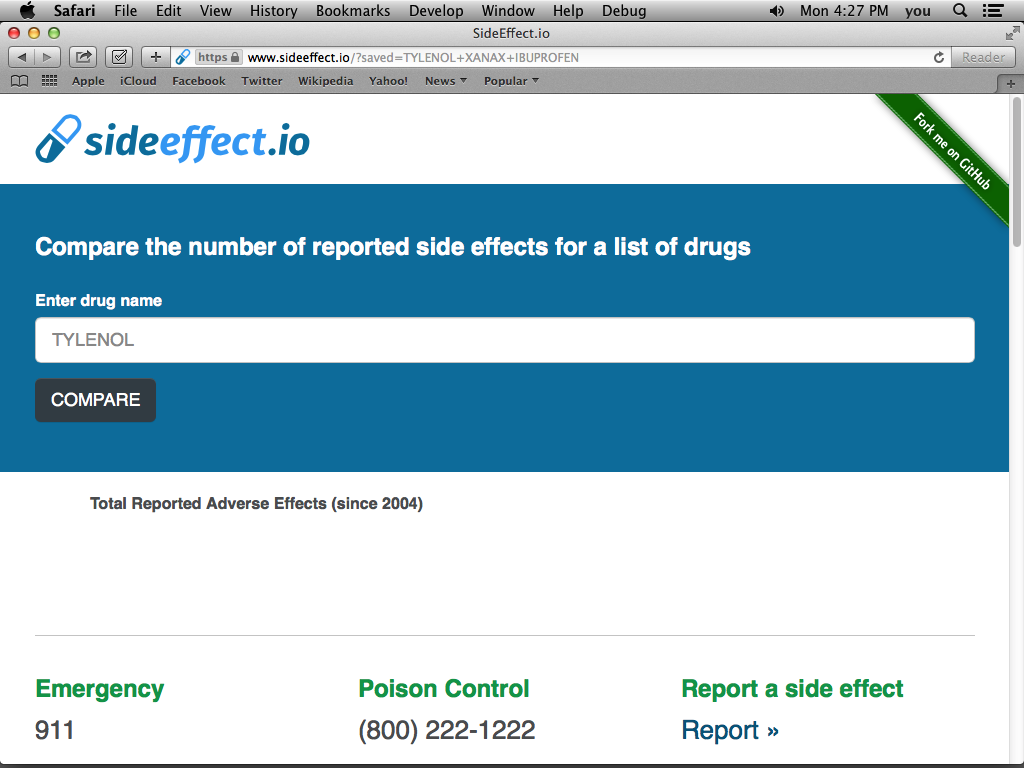 Safari File Edit View History Bookmarks Develop Window Help Debug Mon 4:27 PM you
SideEffect.io
https www.sideeffect.io/?saved=TYLENOL+XANAX+IBUPROFEN Reader
Apple iCloud Facebook Twitter Wikipedia Yahoo! News Popular
sideeffect.io
Fork me on GitHub
Compare the number of reported side effects for a list of drugs
Enter drug name
TYLENOL
COMPARE
Total Reported Adverse Effects (since 2004)
Emergency Poison Control Report a side effect
911 (800) 222-1222 Report »